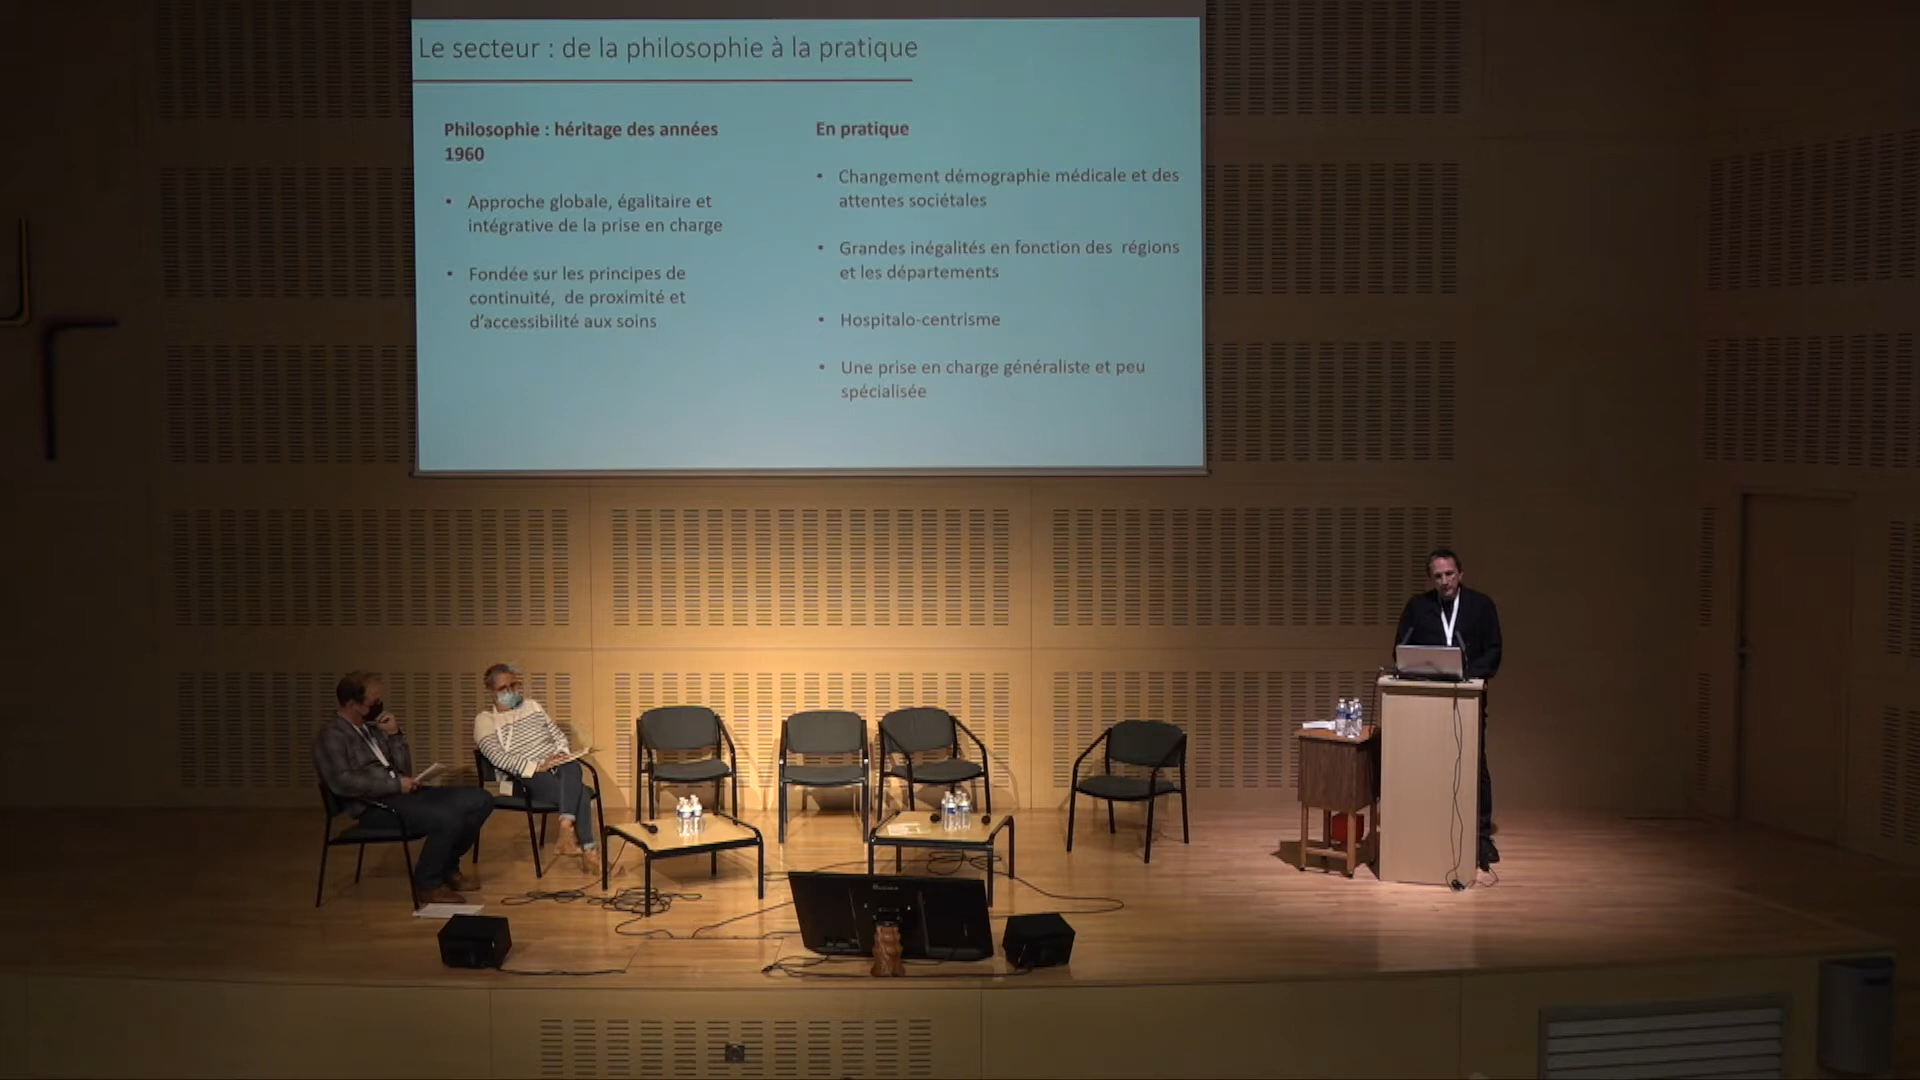 Le secteur : de la philosophie à la pratique
Philosophie : héritage des années
1960
• Approche globale, égalitaire et
intégrative de la prise en charge
• Fondée sur les principes de
continuité, de proximité et
d'accessibilité aux soins
En pratique
• Changement démographie médicale et des
attentes sociétales
• Grandes inégalités en fonction des régions
et les départements
• Hospitalo-centrisme
• Une prise en charge généraliste et peu
spécialisée